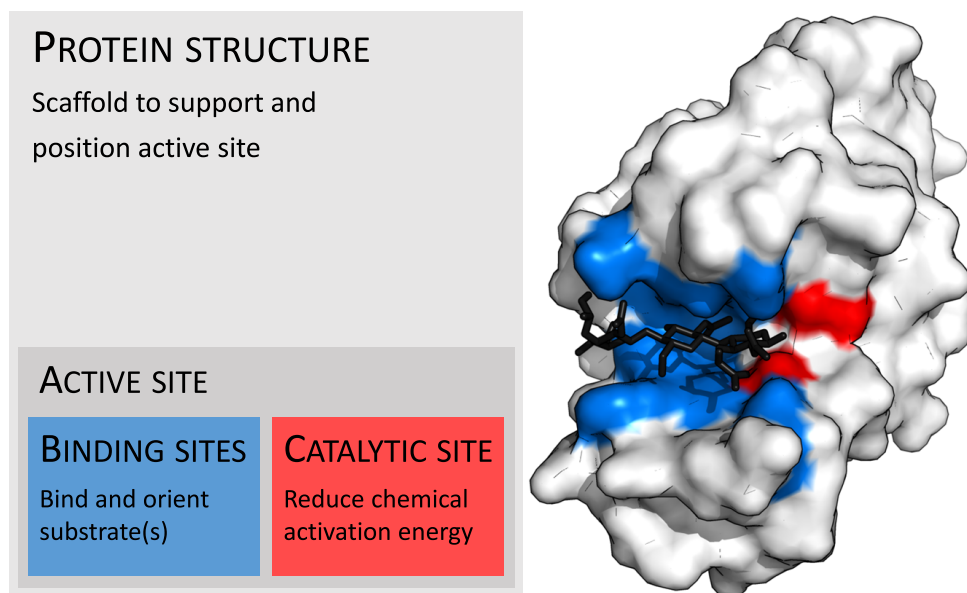 PROTEIN STRUCTURE
Scaffold to support and
position active site
ACTIVE SITE
BINDING SITES
Bind and orient
substrate(s)
CATALYTIC SITE
Reduce chemical
activation energy